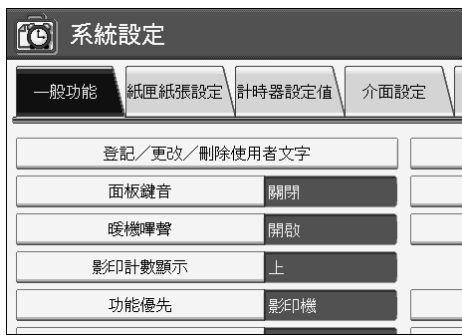 系統設定
一般功能 紙匣紙張設定 計時器設定值 介面設定
登記／更改／刪除使用者文字
面板鍵音 關閉
暖機嗶聲 開啟
影印計數顯示 上
功能優先 影印機